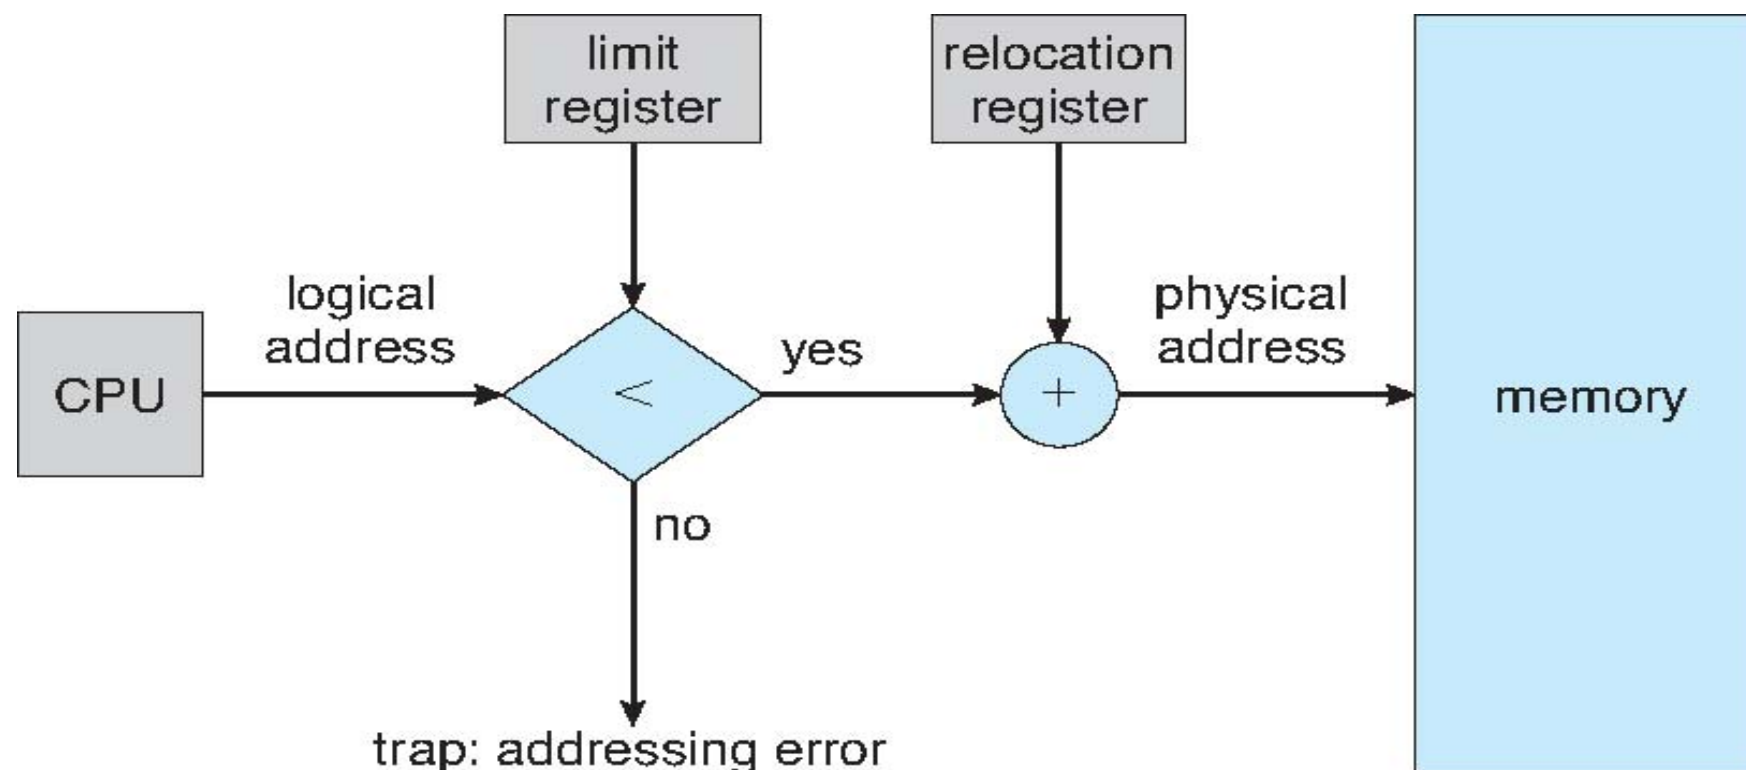 limit
register
relocation
register
logical
address
physical
address
CPU
<
yes
+
memory
no
trap: addressing error